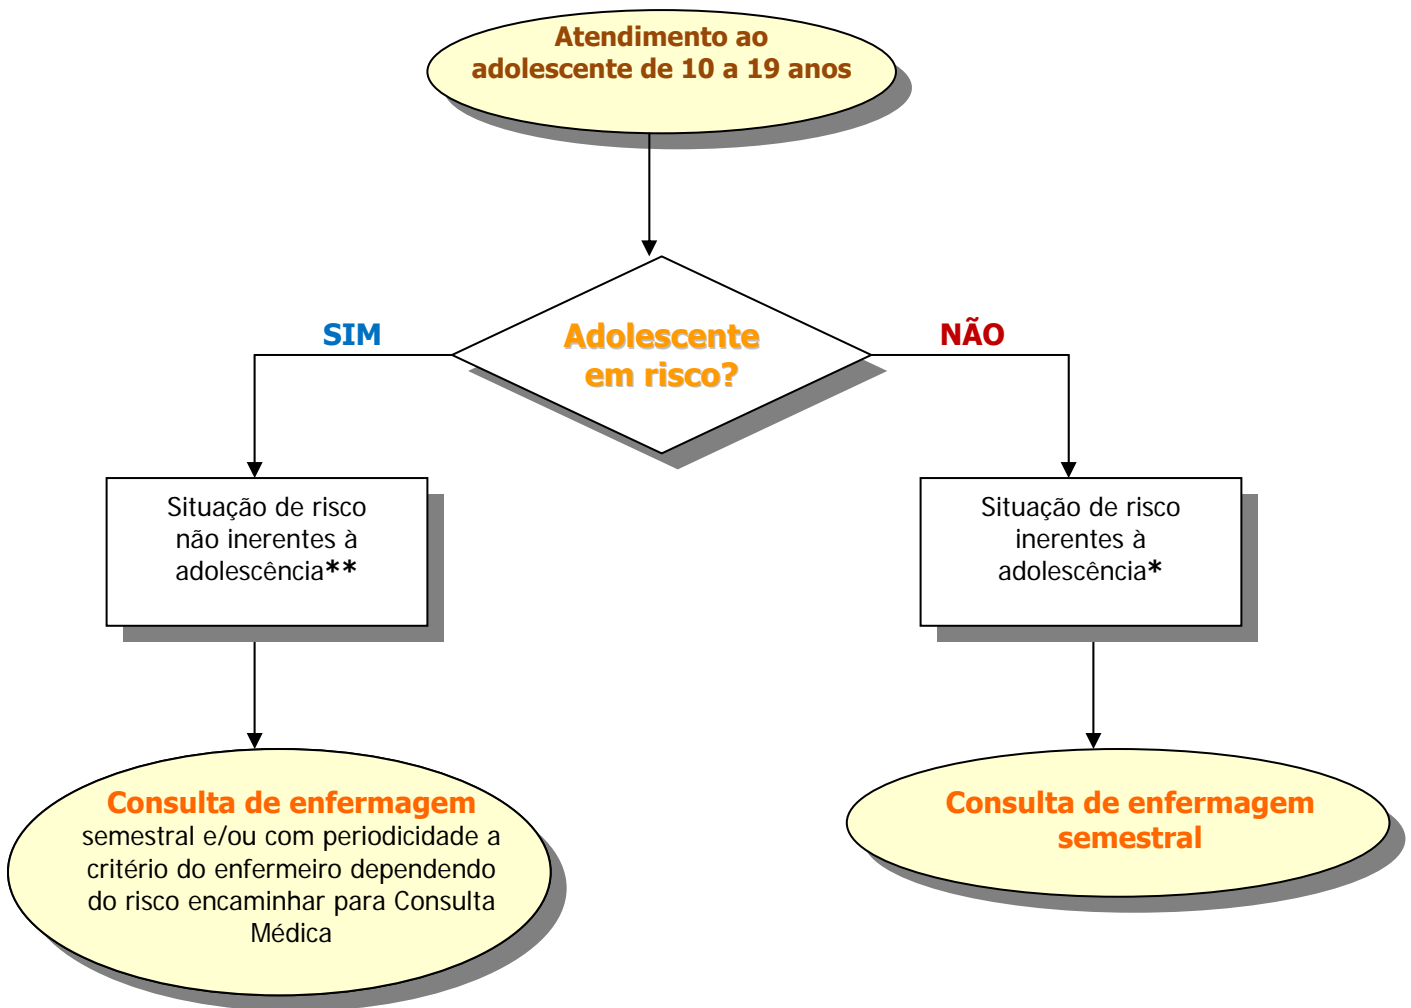 Atendimento ao
adolescente de 10 a 19 anos
SIM
Adolescente
em risco?
NÃO
Situação de risco
não inerentes à
adolescência**
Situação de risco
inerentes à
adolescência*
Consulta de enfermagem
semestral e/ou com periodicidade a
critério do enfermeiro dependendo
do risco encaminhar para Consulta
Médica
Consulta de enfermagem
semestral